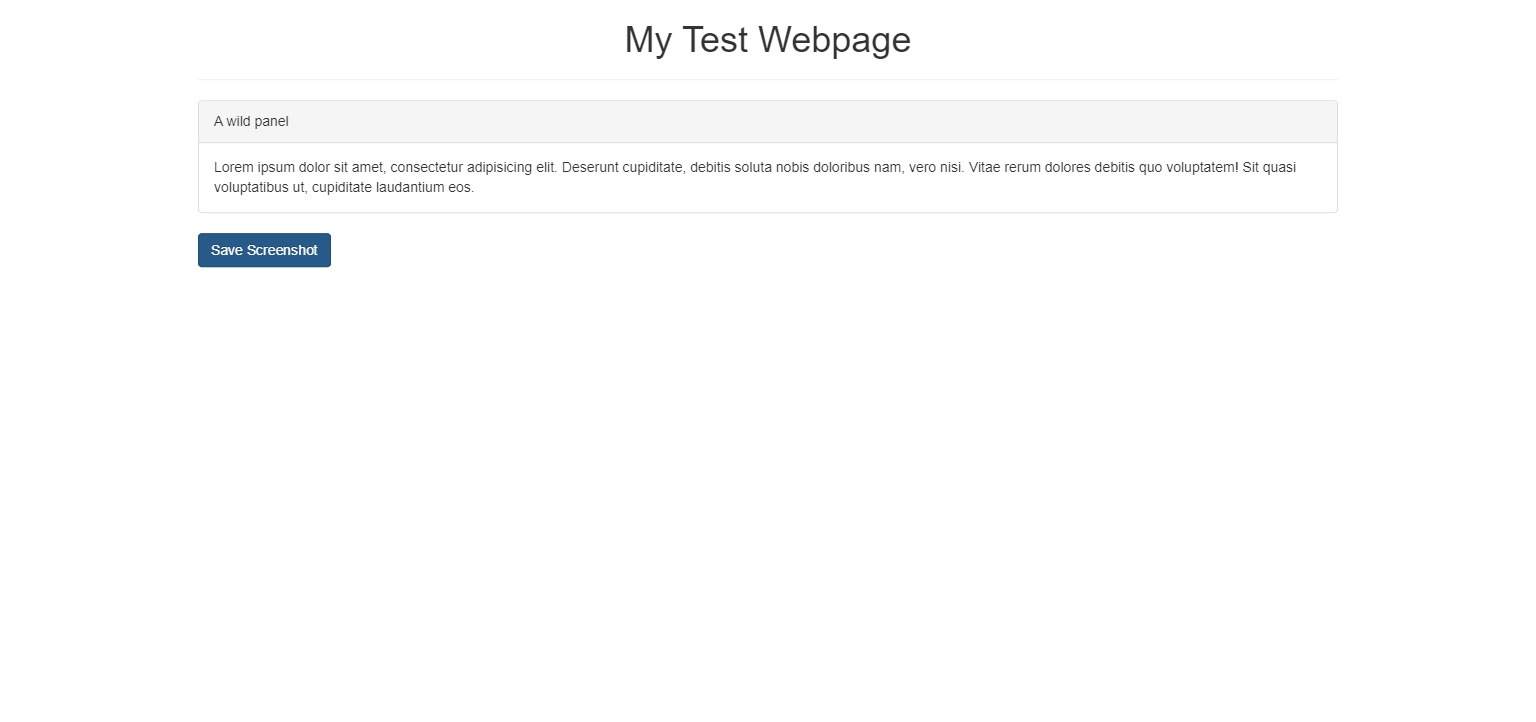 My Test Webpage
A wild panel
Lorem ipsum dolor sit amet, consectetur adipisicing elit. Deserunt cupiditate, debitis soluta nobis doloribus nam, vero nisi. Vitae rerum dolores debitis quo voluptatem! Sit quasi
voluptatibus ut, cupiditate laudantium eos.
Save Screenshot